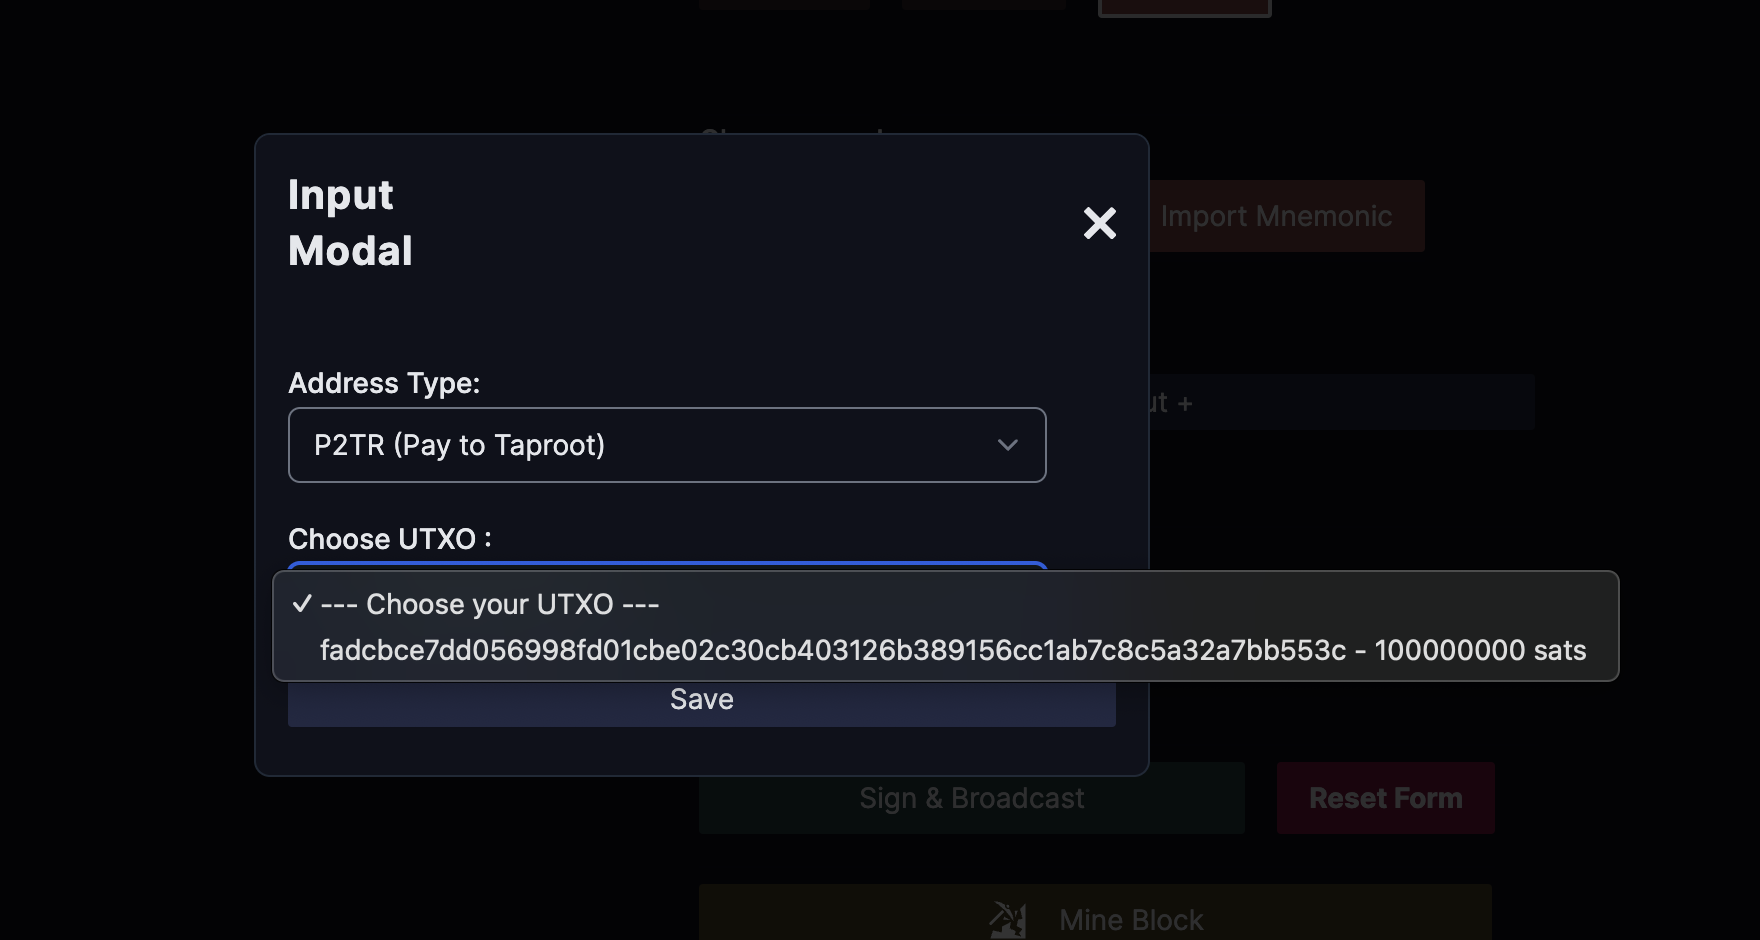 Input
Modal
Import Mnemonic
Address Type:
P2TR (Pay to Taproot)
ut +
Choose UTXO :
✓ --- Choose your UTXO ---
fadcbce7dd056998fd01cbe02c30cb403126b389156cc1ab7c8c5a32a7bb553c - 100000000 sats
Save
Sign & Broadcast
Reset Form
Mine Block